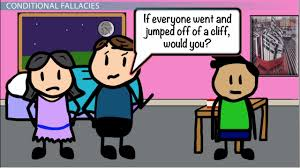 CONDITIONAL FALLACIES
If everyone went and
jumped off of a cliff,
would you?